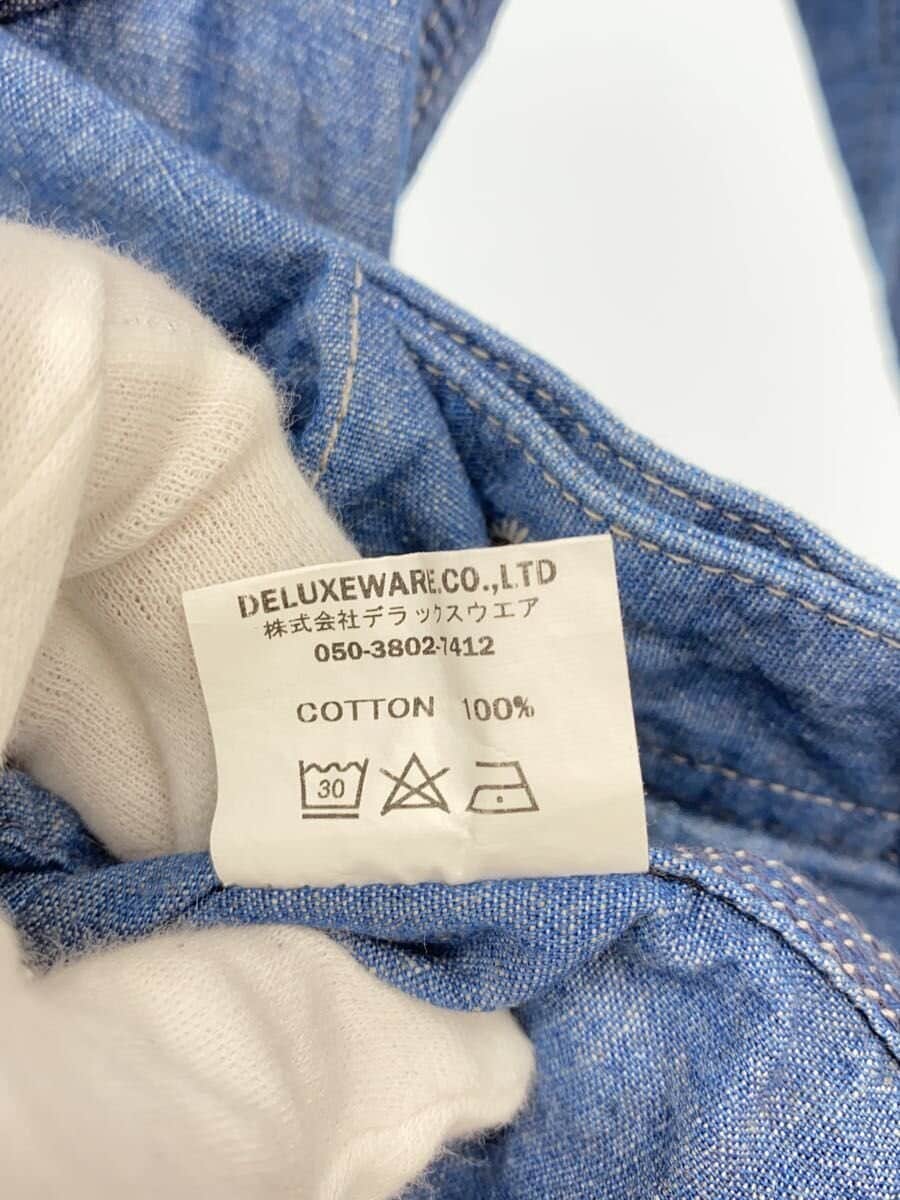 DELUXEWARE.CO.,LTD
株式会社デラックスウエア
050-3802-7412
COTTON 100%
30